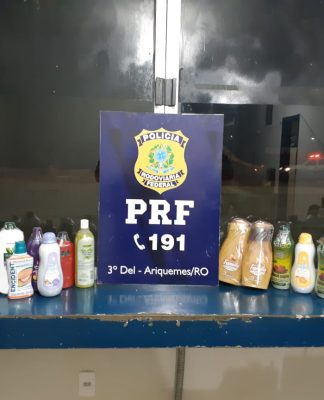 POLÍCIA
RODOVIÁRIA
FEDERAL
PRF
191
3º Del - Ariquemes/RO